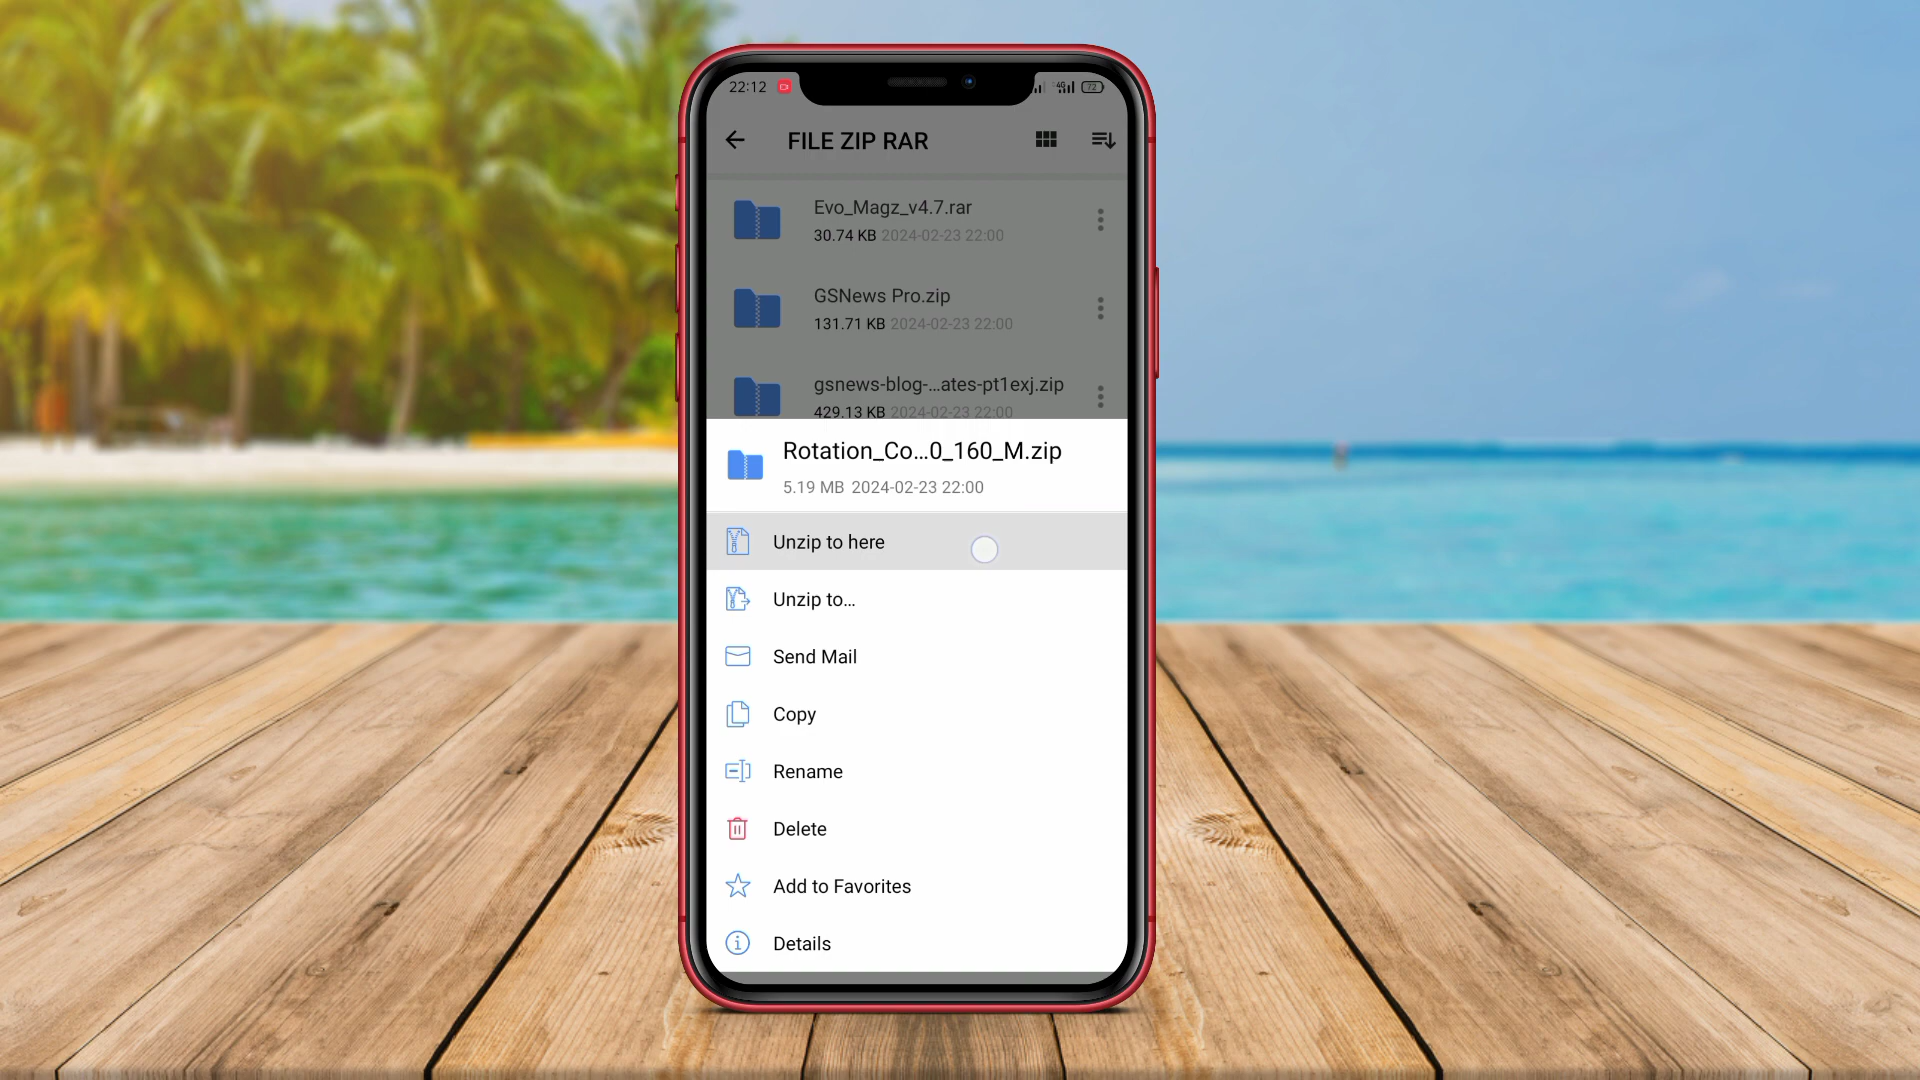 22:12
4G
72
FILE ZIP RAR
Evo_Magz_v4.7.rar
30.74 KB 2024-02-23 22:00
GSNews Pro.zip
131.71 KB 2024-02-23 22:00
gsnews-blog-...ates-pt1exj.zip
429.13 KB 2024-02-23 22:00
Rotation_Co...0_160_M.zip
5.19 MB 2024-02-23 22:00
Unzip to here
Unzip to...
Send Mail
Copy
Rename
Delete
Add to Favorites
Details